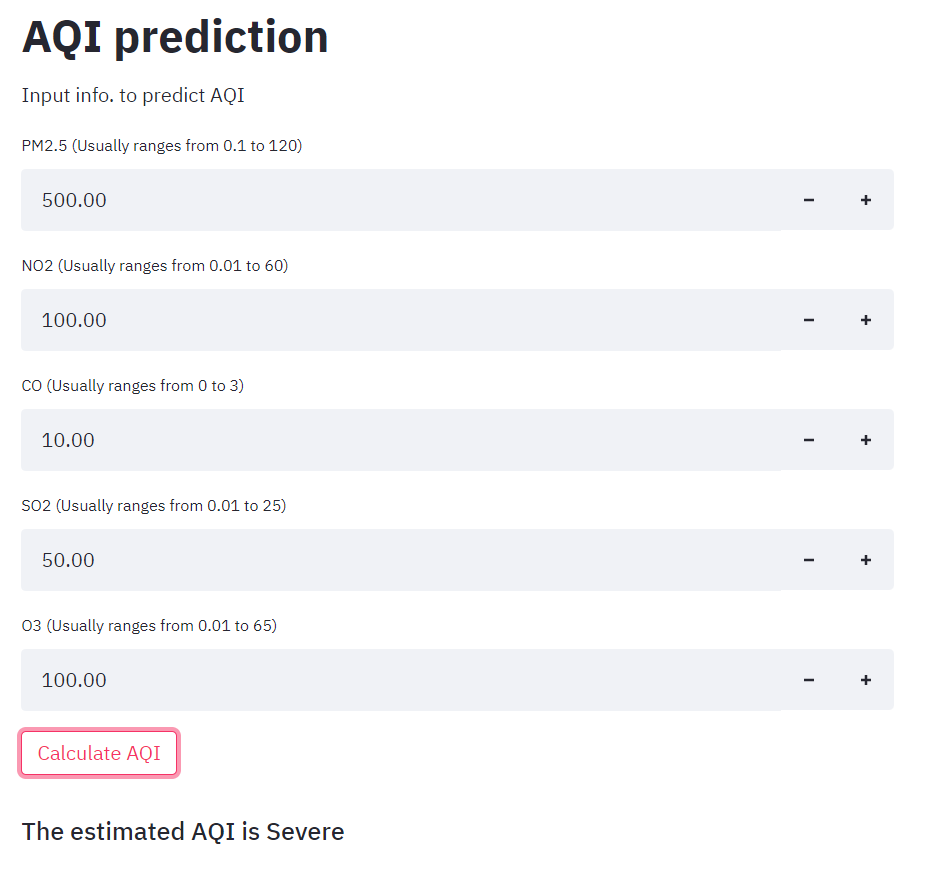 AQI prediction
Input info. to predict AQI
PM2.5 (Usually ranges from 0.1 to 120)
500.00
NO2 (Usually ranges from 0.01 to 60)
100.00
CO (Usually ranges from 0 to 3)
10.00
SO2 (Usually ranges from 0.01 to 25)
50.00
O3 (Usually ranges from 0.01 to 65)
100.00
Calculate AQI
The estimated AQI is Severe